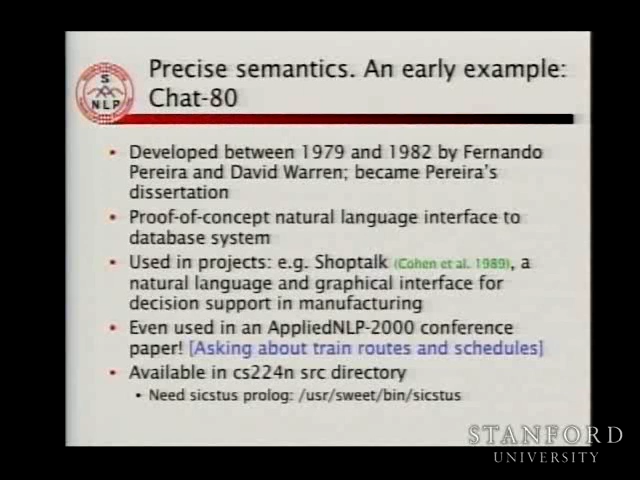 Precise semantics. An early example:
Chat-80
S
NLP
• Developed between 1979 and 1982 by Fernando
Pereira and David Warren; became Pereira's
dissertation
• Proof-of-concept natural language interface to
database system
• Used in projects: e.g. Shoptalk (Cohen et al. 1989), a
natural language and graphical interface for
decision support in manufacturing
• Even used in an AppliedNLP-2000 conference
paper! [Asking about train routes and schedules]
• Available in cs224n src directory
• Need sicstus prolog: /usr/sweet/bin/sicstus
STANFORD
UNIVERSITY